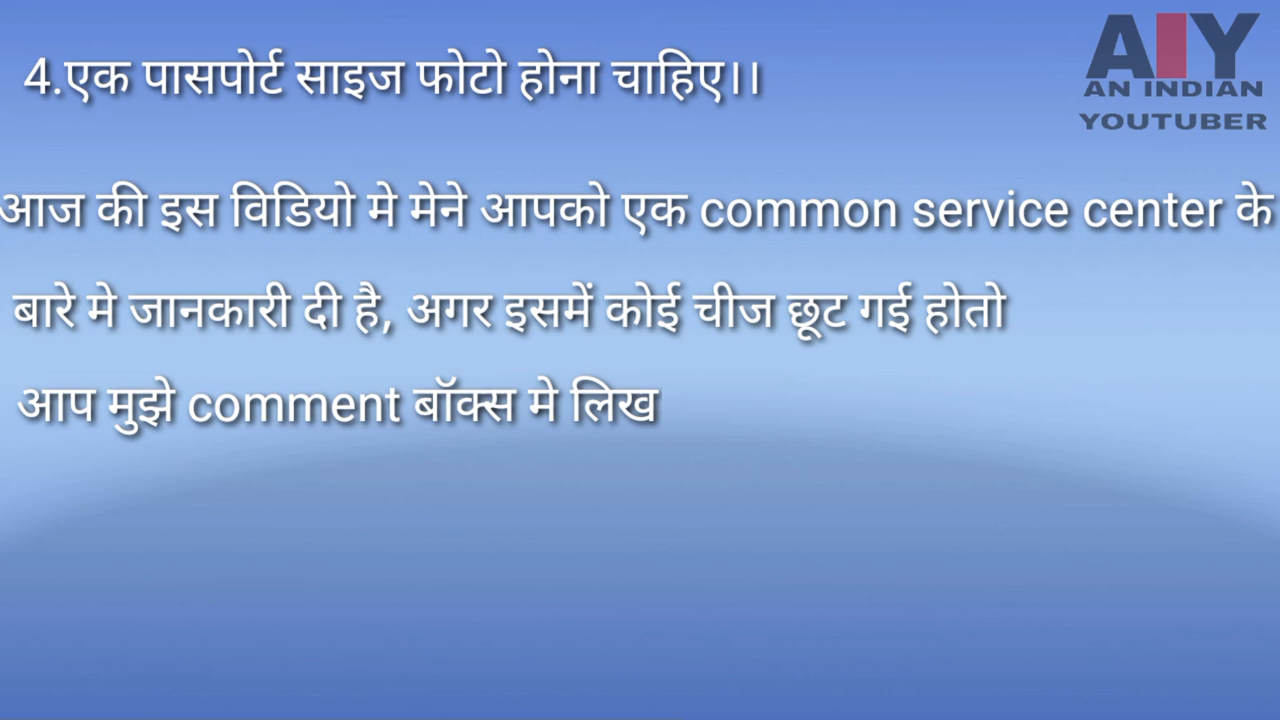 4.एक पासपोर्ट साइज फोटो होना चाहिए।।
AIY
AN INDIAN
YOUTUBER
आज की इस विडियो मे मेने आपको एक common service center के
बारे मे जानकारी दी है, अगर इसमें कोई चीज छूट गई होतो
आप मुझे comment बॉक्स मे लिख